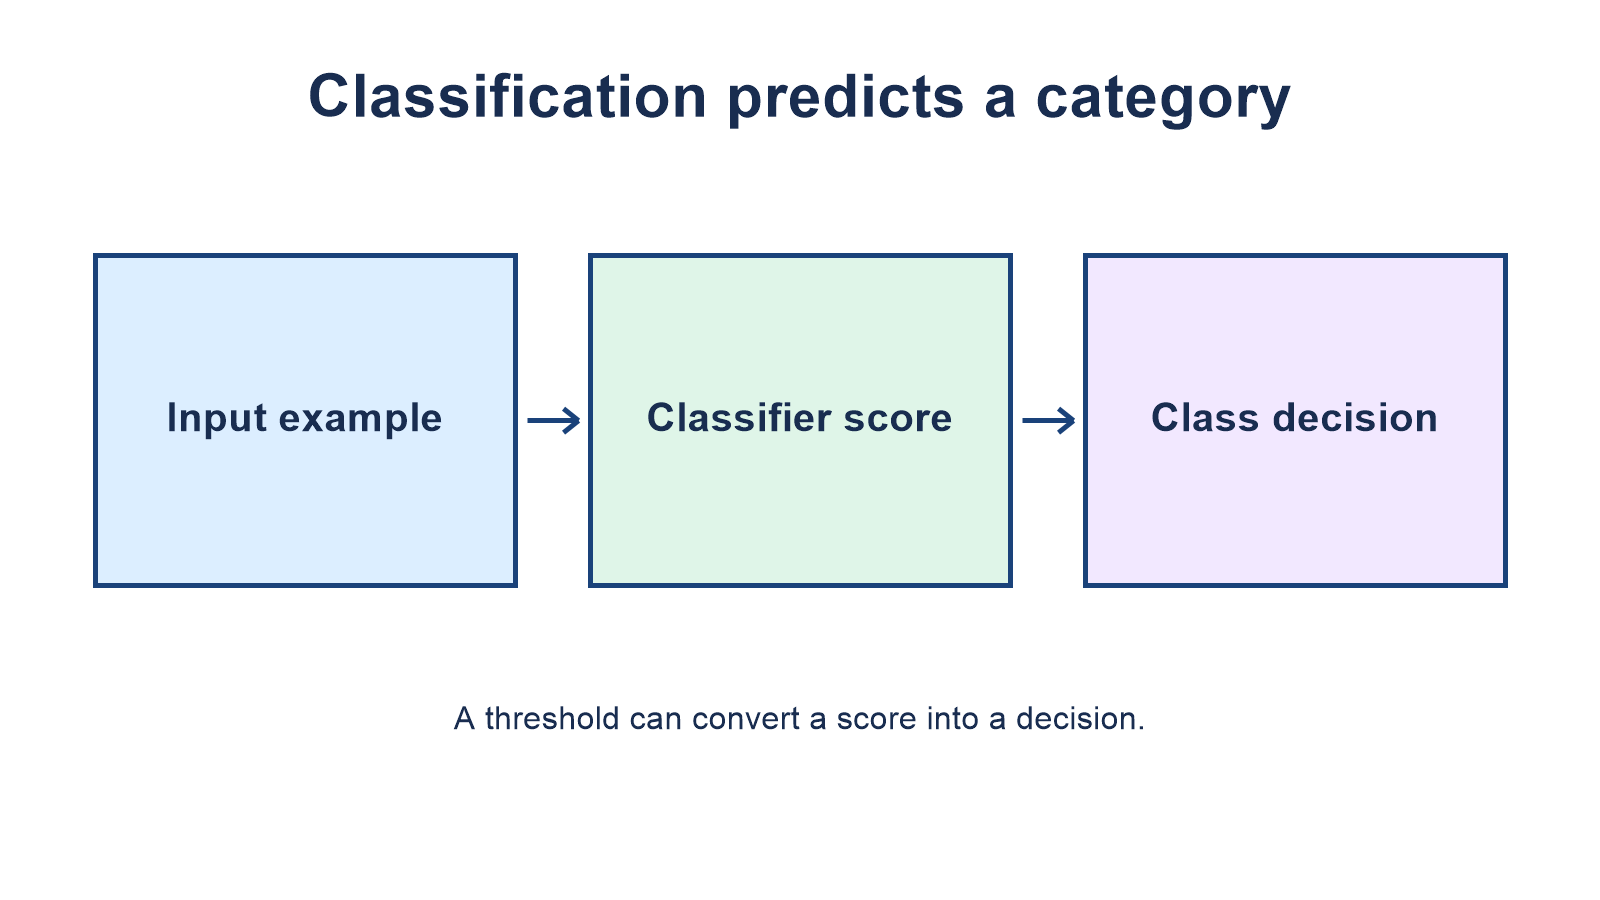 Classification predicts a category
Input example
Classifier score
Class decision
A threshold can convert a score into a decision.